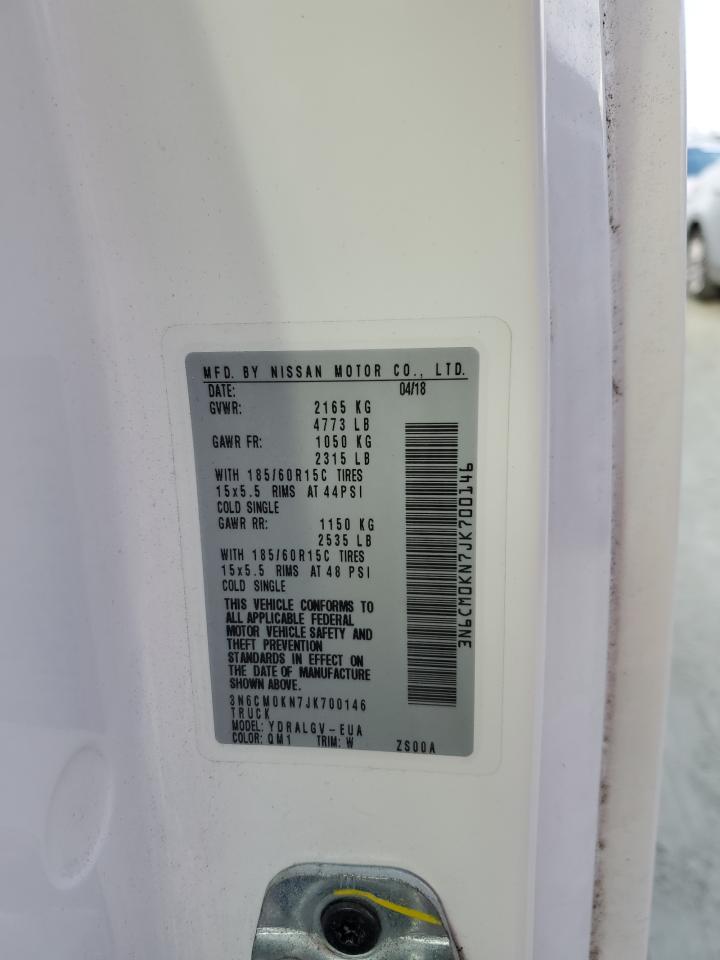 MFD. BY NISSAN MOTOR CO., LTD.
DATE: 04/18
GVWR: 2165 KG
4773 LB
GAWR FR: 1050 KG
2315 LB
WITH 185/60R15C TIRES
15x5.5 RIMS AT 44PSI
COLD SINGLE
GAWR RR: 1150 KG
2535 LB
WITH 185/60R15C TIRES
15x5.5 RIMS AT 48 PSI
COLD SINGLE
THIS VEHICLE CONFORMS TO
ALL APPLICABLE FEDERAL
MOTOR VEHICLE SAFETY AND
THEFT PREVENTION
STANDARDS IN EFFECT ON
THE DATE OF MANUFACTURE
SHOWN ABOVE.
3N6CM0KN7JK700146
TRUCK
MODEL: YDRALGV-EUA
COLOR: QM1 TRIM: W ZS00A
3N6CM0KN7JK700146